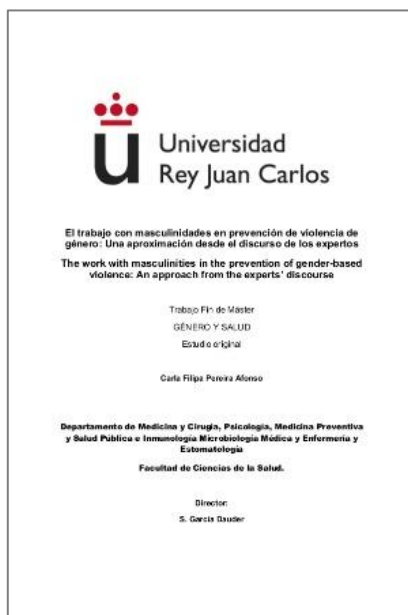 Universidad
Rey Juan Carlos
El trabajo con masculinidades en prevención de violencia de
género: Una aproximación desde el discurso de los expertos
The work with masculinities in the prevention of gender-based
violence: An approach from the experts' discourse
Trabajo Fin de Máster
GÉNERO Y SALUD
Estudio original
Carla Filipa Pereira Afonso
Departamento de Medicina y Cirugía, Psicología, Medicina Preventiva
y Salud Pública e Inmunología Microbiología Médica y Enfermería y
Estomatología
Facultad de Ciencias de la Salud.
Director:
S. García Dauder